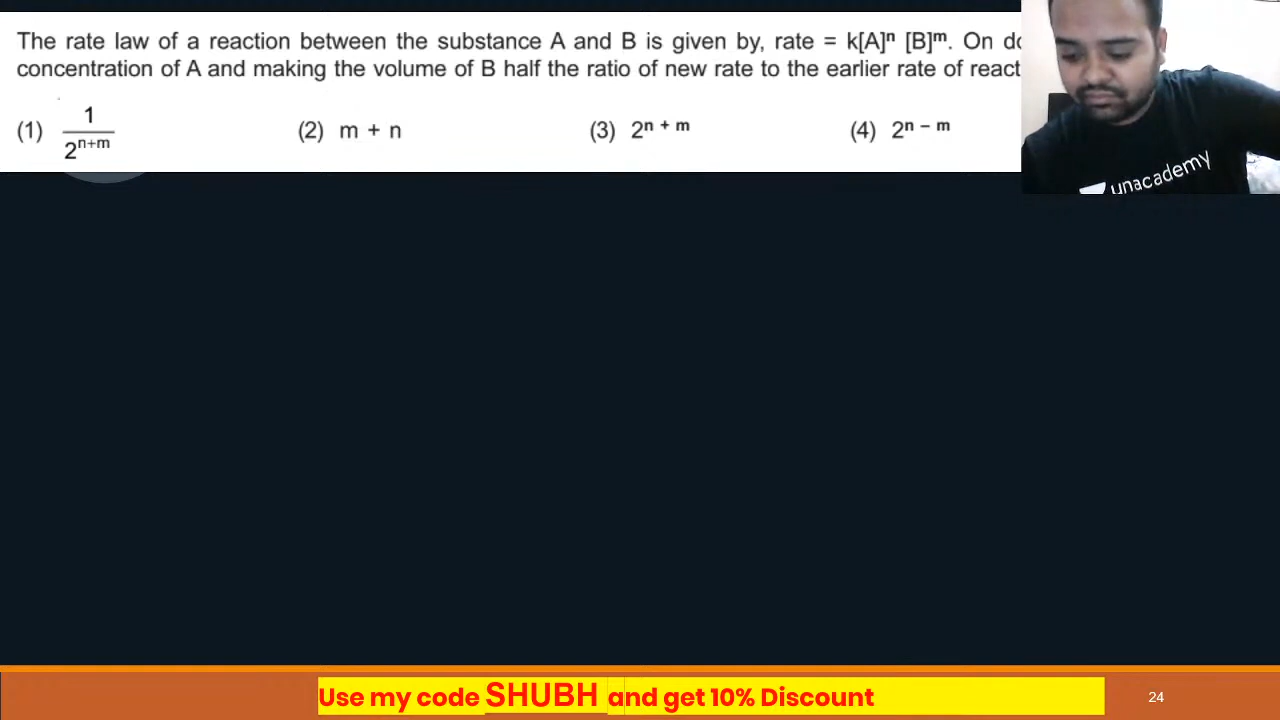 The rate law of a reaction between the substance A and B is given by, rate = k[A]ⁿ [B]ᵐ. On
concentration of A and making the volume of B half the ratio of new rate to the earlier rate of
(1) 1/2ⁿ⁺ᵐ (2) m + n (3) 2ⁿ ⁺ ᵐ (4) 2ⁿ ⁻ ᵐ
unacademy
Use my code SHUBH and get 10% Discount
24